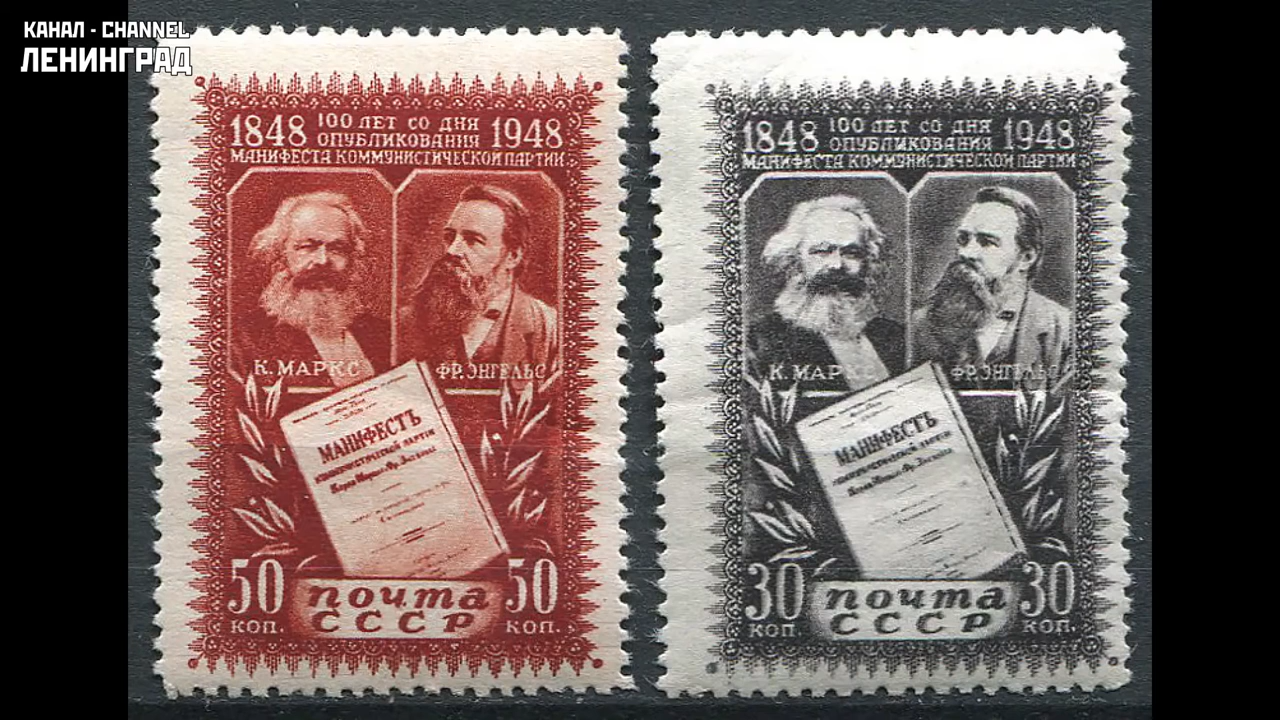 КАНАЛ - CHANNEL
ЛЕНИНГРАД
1848 100 ЛЕТ СО ДНЯ 1948
ОПУБЛИКОВАНИЯ
МАНИФЕСТА КОММУНИСТИЧЕСКОЙ ПАРТИИ
К. МАРКС ФР. ЭНГЕЛЬС
МАНИФЕСТЪ
50 50
КОП. почта КОП.
СССР
1848 100 ЛЕТ СО ДНЯ 1948
ОПУБЛИКОВАНИЯ
МАНИФЕСТА КОММУНИСТИЧЕСКОЙ ПАРТИИ
К. МАРКС ФР. ЭНГЕЛЬС
МАНИФЕСТЪ
30 30
КОП. почта КОП.
СССР